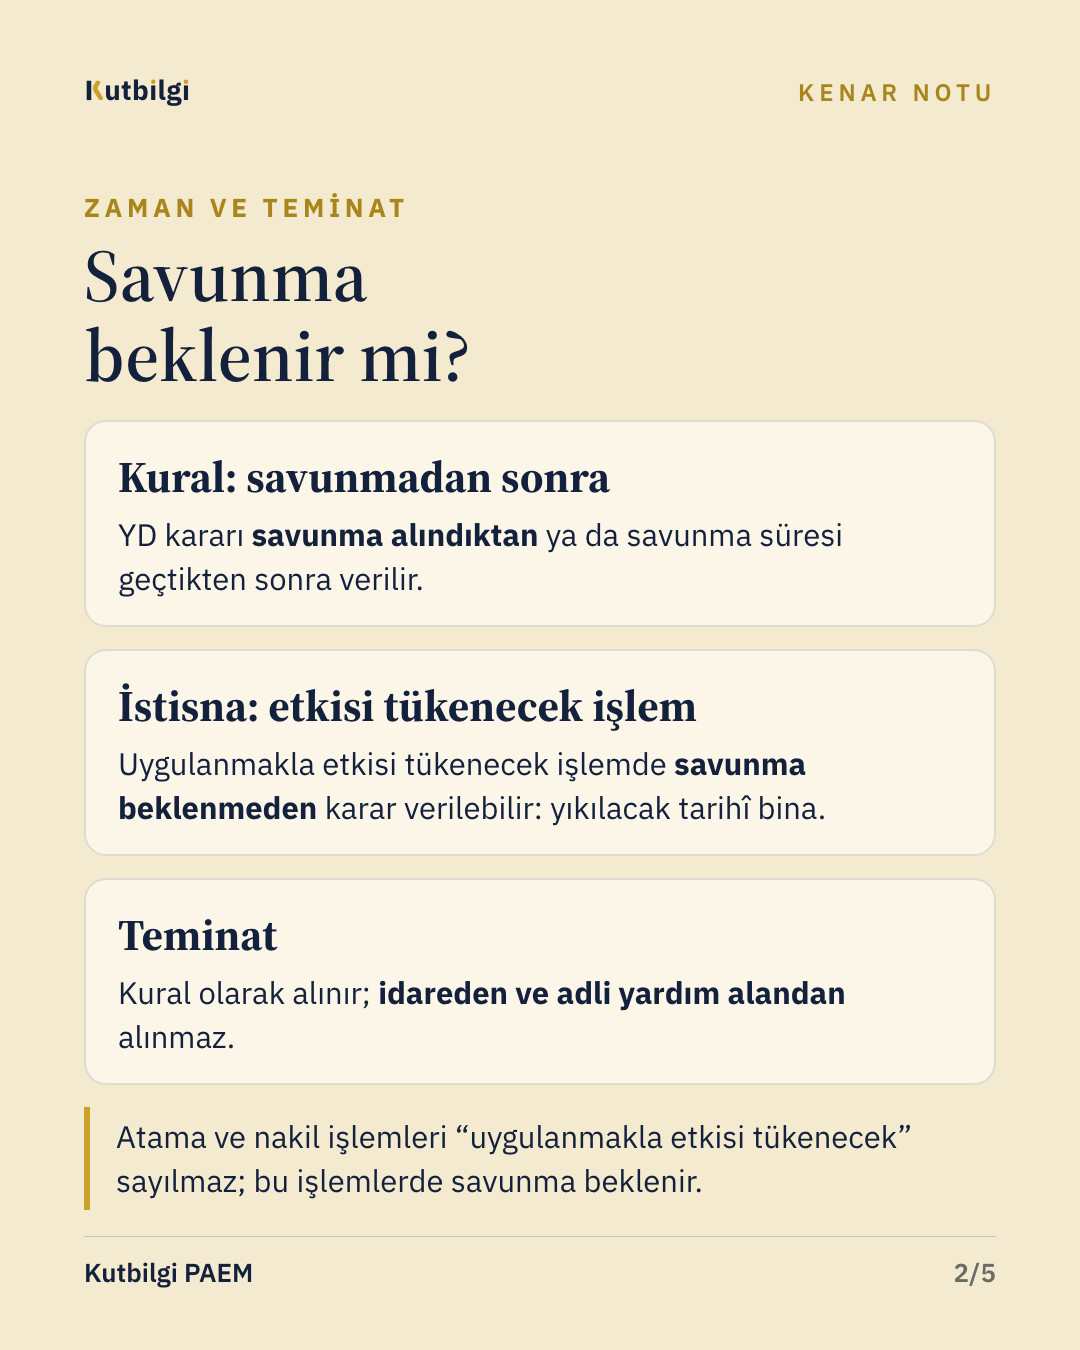 Kutbilgi
KENAR NOTU
ZAMAN VE TEMİNAT
Savunma
beklenir mi?
Kural: savunmadan sonra
YD kararı savunma alındıktan ya da savunma süresi
geçtikten sonra verilir.
İstisna: etkisi tükenecek işlem
Uygulanmakla etkisi tükenecek işlemde savunma
beklenmeden karar verilebilir: yıkılacak tarihî bina.
Teminat
Kural olarak alınır; idareden ve adli yardım alandan
alınmaz.
Atama ve nakil işlemleri “uygulanmakla etkisi tükenecek”
sayılmaz; bu işlemlerde savunma beklenir.
Kutbilgi PAEM
2/5